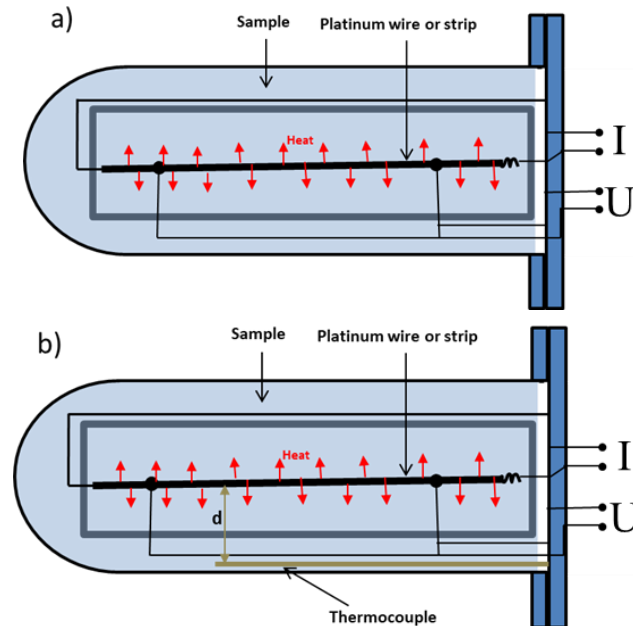 a)
Sample
Platinum wire or strip
Heat
I
U
b)
Sample
Platinum wire or strip
Heat
I
d
U
Thermocouple